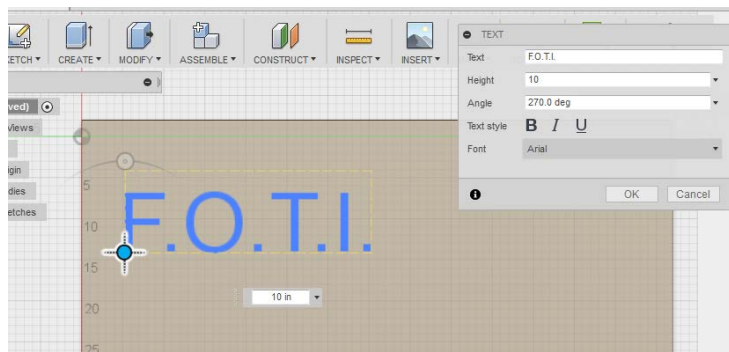 ETCH ▾ CREATE ▾ MODIFY ▾ ASSEMBLE ▾ CONSTRUCT ▾ INSPECT ▾ INSERT ▾
TEXT
Text F.O.T.I.
Height 10
Angle 270.0 deg
Text style B I U
Font Arial
OK Cancel
ved)
Views
igin
dies
etches
5
10
15
20
25
F.O.T.I.
10 in